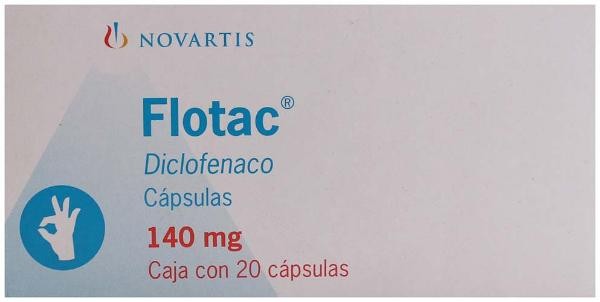 NOVARTIS
Flotac®
Diclofenaco
Cápsulas
140 mg
Caja con 20 cápsulas